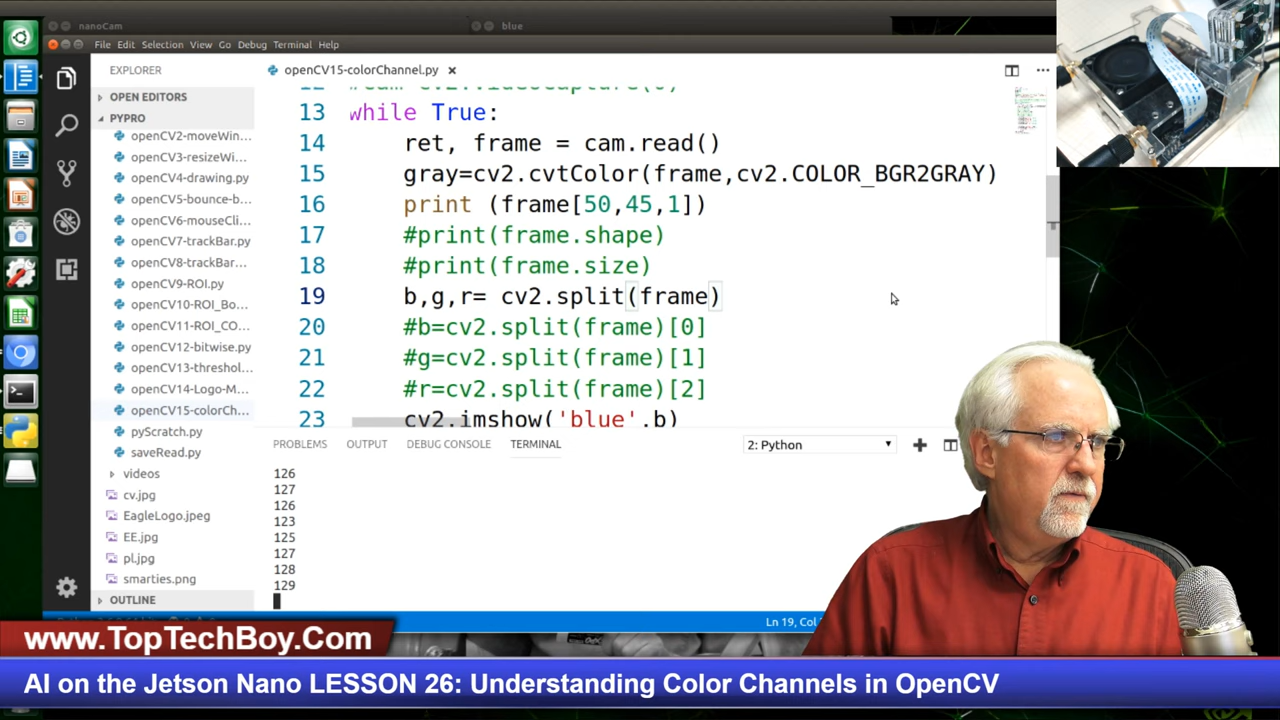 nanoCam
blue
File Edit Selection View Go Debug Terminal Help
EXPLORER
OPEN EDITORS
PYPRO
openCV2-moveWin...
openCV3-resizeWi...
openCV4-drawing.py
openCV5-bounce-b...
openCV6-mouseCli...
openCV7-trackBar.py
openCV8-trackBar...
openCV9-ROI.py
openCV10-ROI_Bo...
openCV11-ROI_CO...
openCV12-bitwise.py
openCV13-threshol...
openCV14-Logo-M...
openCV15-colorCh...
pyScratch.py
saveRead.py
videos
cv.jpg
EagleLogo.jpeg
EE.jpg
pl.jpg
smarties.png
OUTLINE
openCV15-colorChannel.py
13 while True:
14 ret, frame = cam.read()
15 gray=cv2.cvtColor(frame,cv2.COLOR_BGR2GRAY)
16 print (frame[50,45,1])
17 #print(frame.shape)
18 #print(frame.size)
19 b,g,r= cv2.split(frame)
20 #b=cv2.split(frame)[0]
21 #g=cv2.split(frame)[1]
22 #r=cv2.split(frame)[2]
23 cv2.imshow('blue',b)
PROBLEMS OUTPUT DEBUG CONSOLE TERMINAL 2: Python
126
127
126
123
125
127
128
129
Ln 19, Col
www.TopTechBoy.Com
AI on the Jetson Nano LESSON 26: Understanding Color Channels in OpenCV